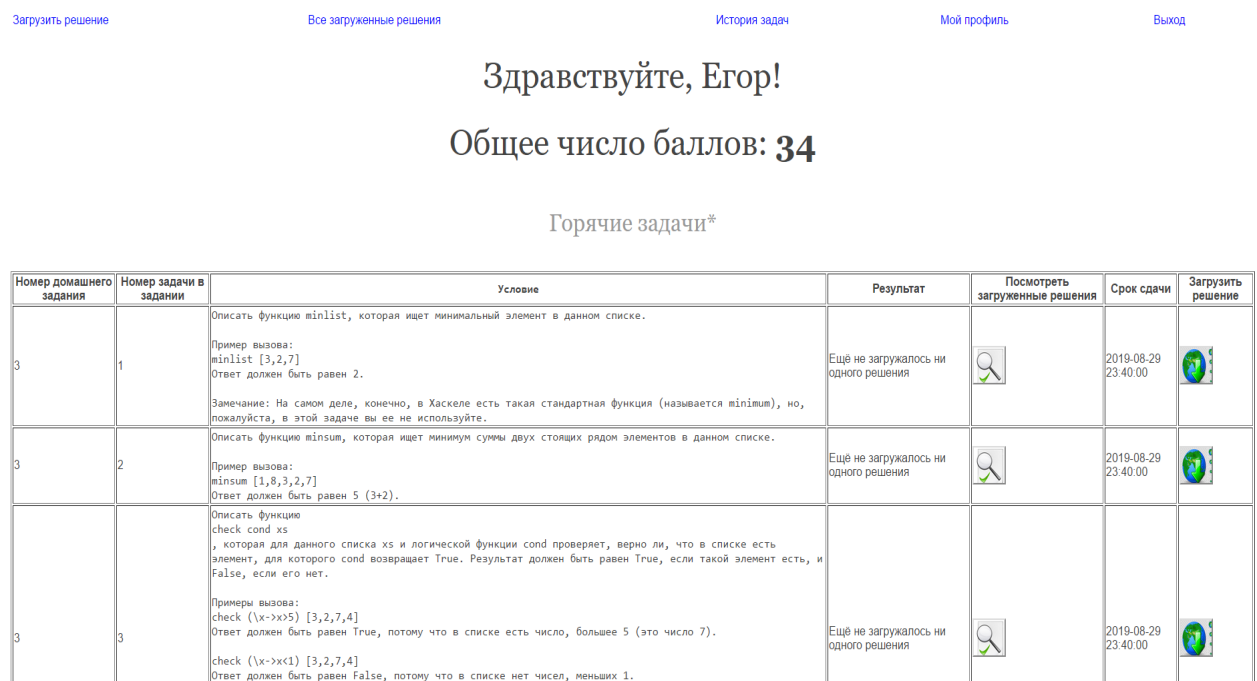 Загрузить решение Все загруженные решения История задач Мой профиль Выход
Здравствуйте, Егор!
Общее число баллов: 34
Горячие задачи*
Номер домашнего задания Номер задачи в задании Условие Результат Посмотреть загруженные решения Срок сдачи Загрузить решение
3
1
Описать функцию minlist, которая ищет минимальный элемент в данном списке.
Пример вызова:
minlist [3,2,7]
Ответ должен быть равен 2.
Замечание: На самом деле, конечно, в Хаскеле есть такая стандартная функция (называется minimum), но,
пожалуйста, в этой задаче вы ее не используйте.
Ещё не загружалось ни
одного решения
2019-08-29
23:40:00
3
2
Описать функцию minsum, которая ищет минимум суммы двух стоящих рядом элементов в данном списке.
Пример вызова:
minsum [1,8,3,2,7]
Ответ должен быть равен 5 (3+2).
Ещё не загружалось ни
одного решения
2019-08-29
23:40:00
3
3
Описать функцию
check cond xs
, которая для данного списка xs и логической функции cond проверяет, верно ли, что в списке есть
элемент, для которого cond возвращает True. Результат должен быть равен True, если такой элемент есть, и
False, если его нет.
Примеры вызова:
check (\x->x>5) [3,2,7,4]
Ответ должен быть равен True, потому что в списке есть число, большее 5 (это число 7).
check (\x->x<1) [3,2,7,4]
Ответ должен быть равен False, потому что в списке нет чисел, меньших 1.
Ещё не загружалось ни
одного решения
2019-08-29
23:40:00